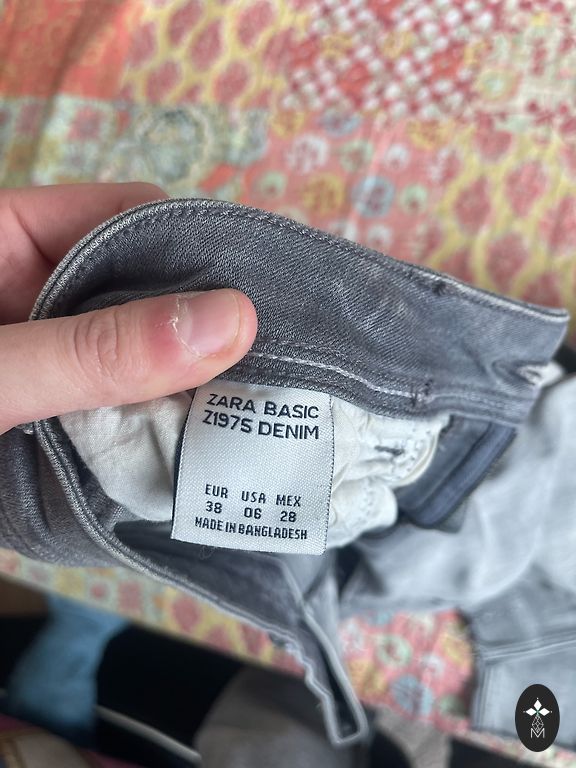 ZARA BASIC
Z1975 DENIM
EUR USA MEX
38 06 28
MADE IN BANGLADESH
M